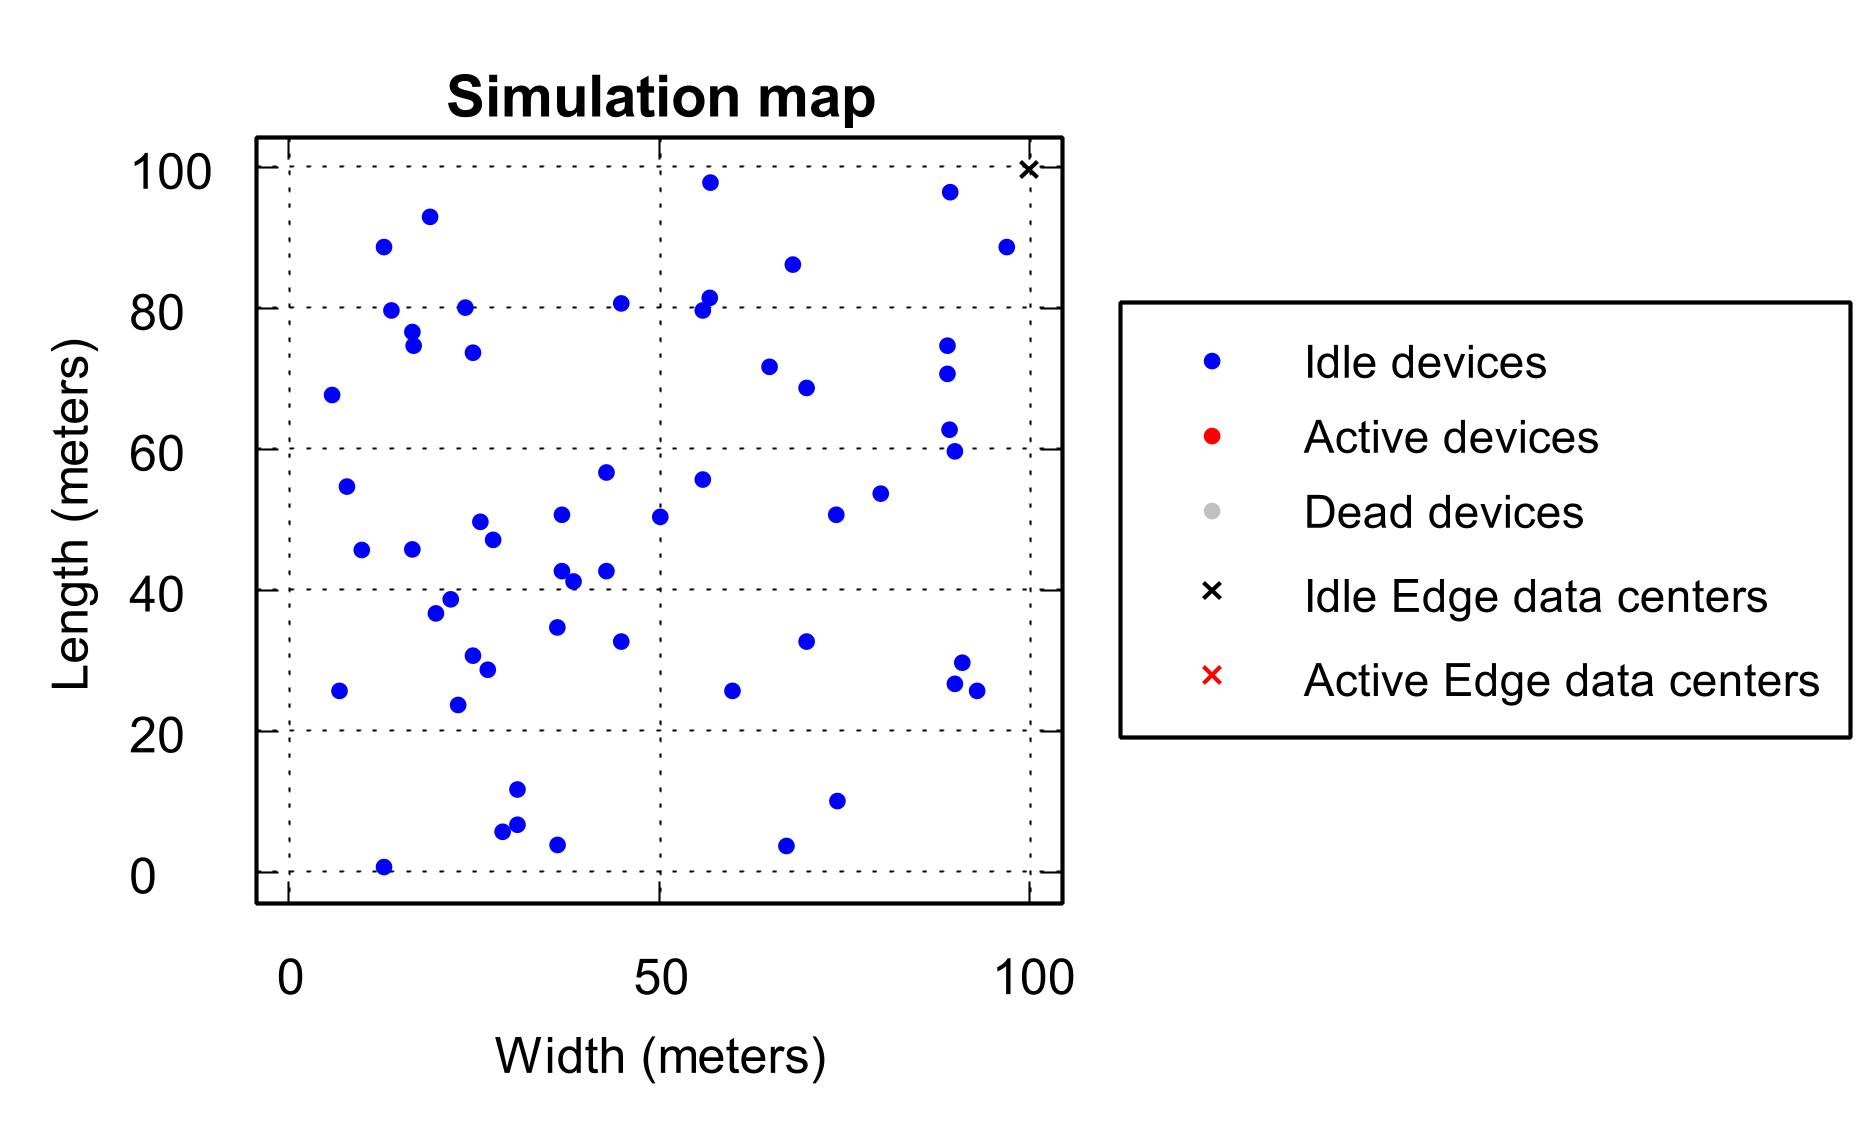 Simulation map
100
80
60
40
20
0
Length (meters)
0 50 100
Width (meters)
Idle devices
Active devices
Dead devices
Idle Edge data centers
Active Edge data centers